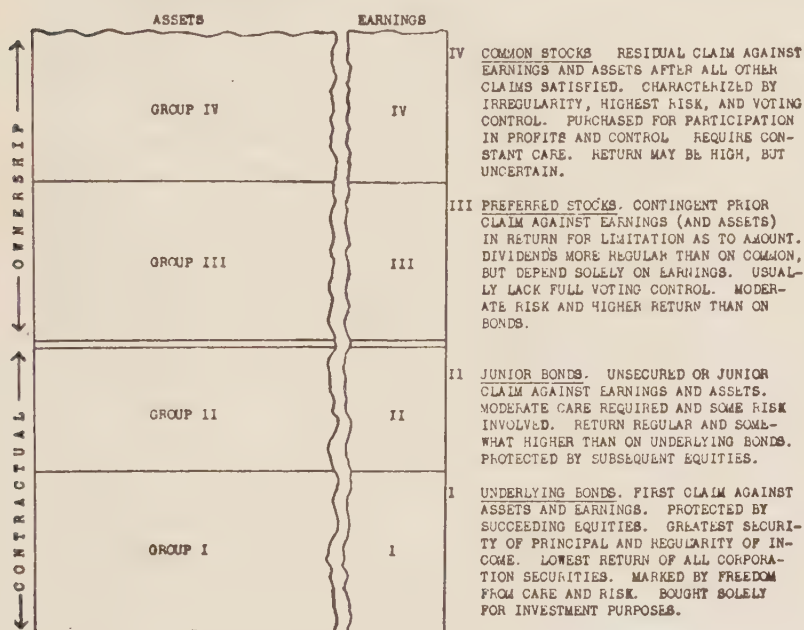 ASSETS EARNINGS
OWNERSHIP
CONTRACTUAL
GROUP IV IV
GROUP III III
GROUP II II
GROUP I I
IV COMMON STOCKS RESIDUAL CLAIM AGAINST
EARNINGS AND ASSETS AFTER ALL OTHER
CLAIMS SATISFIED. CHARACTERIZED BY
IRREGULARITY, HIGHEST RISK, AND VOTING
CONTROL. PURCHASED FOR PARTICIPATION
IN PROFITS AND CONTROL REQUIRE CON-
STANT CARE. RETURN MAY BE HIGH, BUT
UNCERTAIN.
III PREFERRED STOCKS. CONTINGENT PRIOR
CLAIM AGAINST EARNINGS (AND ASSETS)
IN RETURN FOR LIMITATION AS TO AMOUNT.
DIVIDENDS MORE REGULAR THAN ON COMMON,
BUT DEPEND SOLELY ON EARNINGS. USUAL-
LY LACK FULL VOTING CONTROL. MODER-
ATE RISK AND HIGHER RETURN THAN ON
BONDS.
II JUNIOR BONDS. UNSECURED OR JUNIOR
CLAIM AGAINST EARNINGS AND ASSETS.
MODERATE CARE REQUIRED AND SOME RISK
INVOLVED. RETURN REGULAR AND SOME-
WHAT HIGHER THAN ON UNDERLYING BONDS.
PROTECTED BY SUBSEQUENT EQUITIES.
I UNDERLYING BONDS. FIRST CLAIM AGAINST
ASSETS AND EARNINGS. PROTECTED BY
SUCCEEDING EQUITIES. GREATEST SECURI-
TY OF PRINCIPAL AND REGULARITY OF IN-
COME. LOWEST RETURN OF ALL CORPORA-
TION SECURITIES. MARKED BY FREEDOM
FROM CARE AND RISK. BOUGHT SOLELY
FOR INVESTMENT PURPOSES.